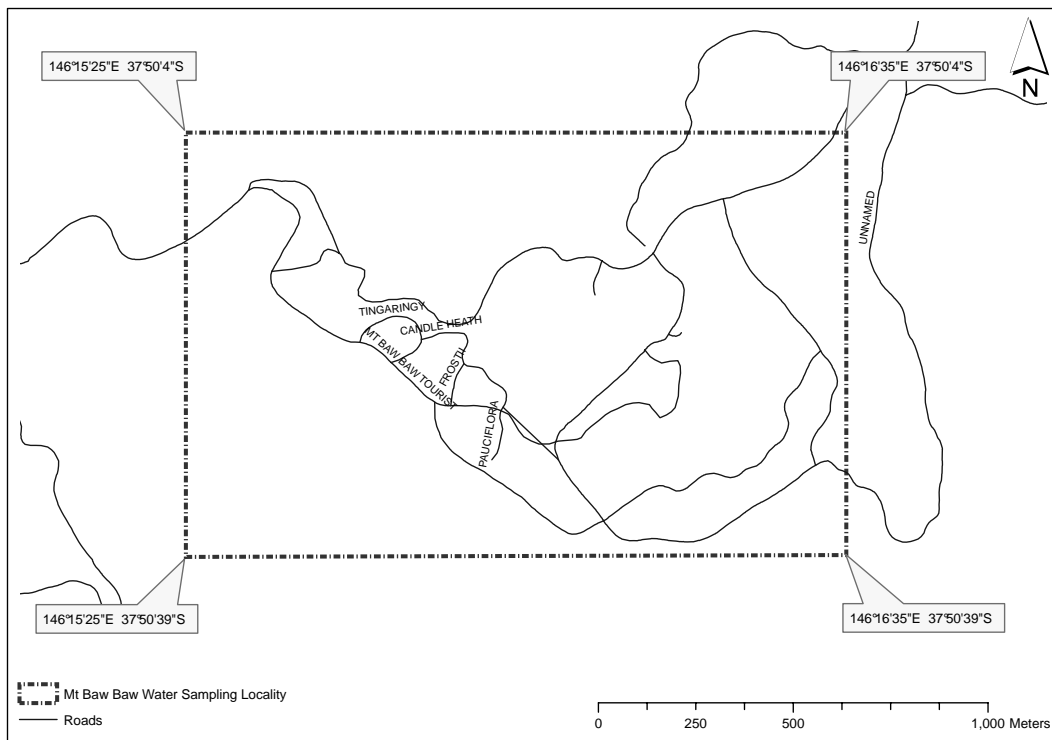 146°15'25"E 37°50'4"S
146°16'35"E 37°50'4"S
N
UNNAMED
TINGARINGY
CANDLE HEATH
MT BAW BAW TOURIST
FROSTI
PAUCIFLORA
146°15'25"E 37°50'39"S
146°16'35"E 37°50'39"S
Mt Baw Baw Water Sampling Locality
Roads
0 250 500 1,000 Meters